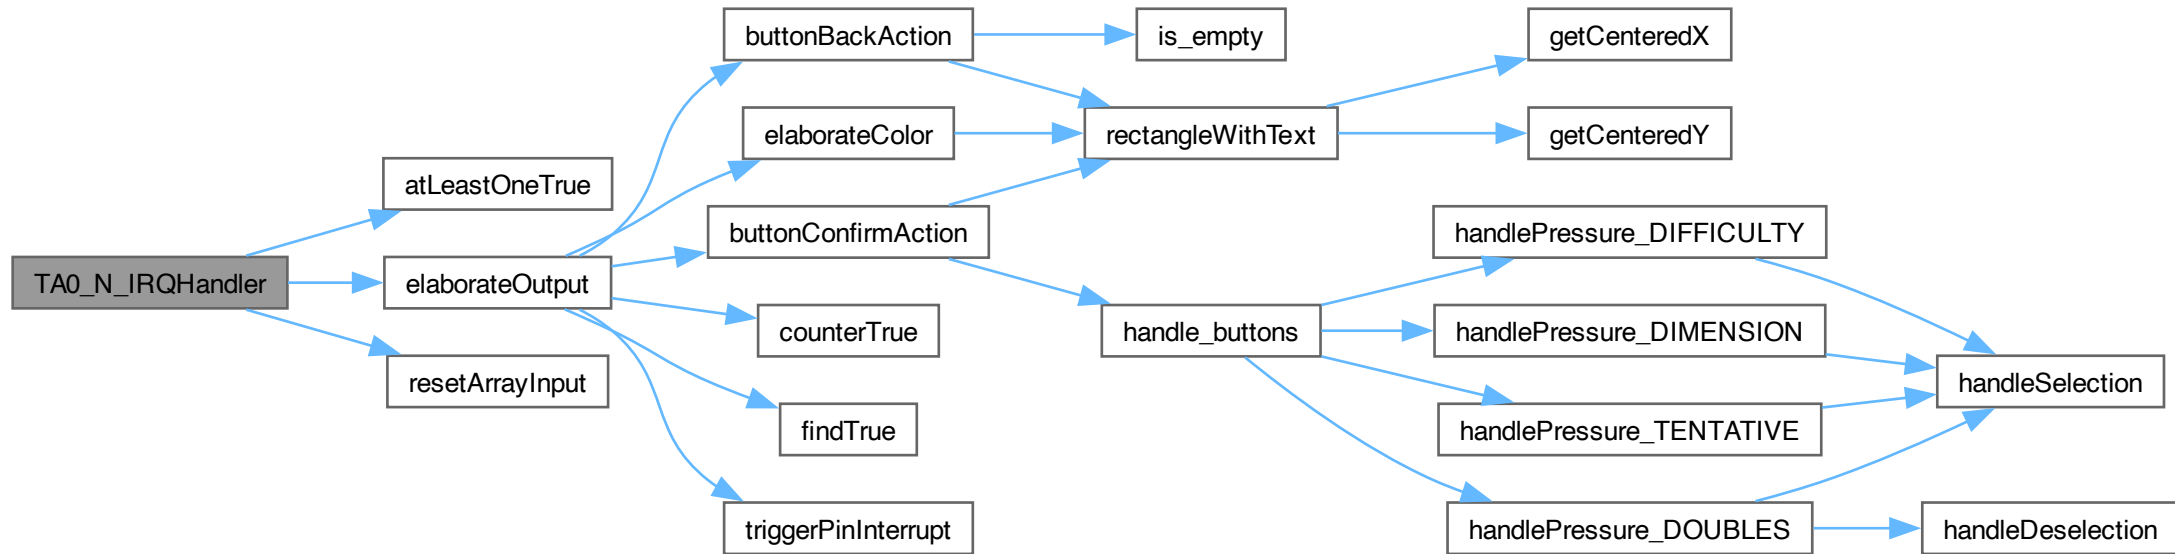 TA0_N_IRQHandler
atLeastOneTrue
elaborateOutput
resetArrayInput
buttonBackAction
elaborateColor
buttonConfirmAction
counterTrue
findTrue
triggerPinInterrupt
is_empty
rectangleWithText
handle_buttons
getCenteredX
getCenteredY
handlePressure_DIFFICULTY
handlePressure_DIMENSION
handlePressure_TENTATIVE
handlePressure_DOUBLES
handleSelection
handleDeselection